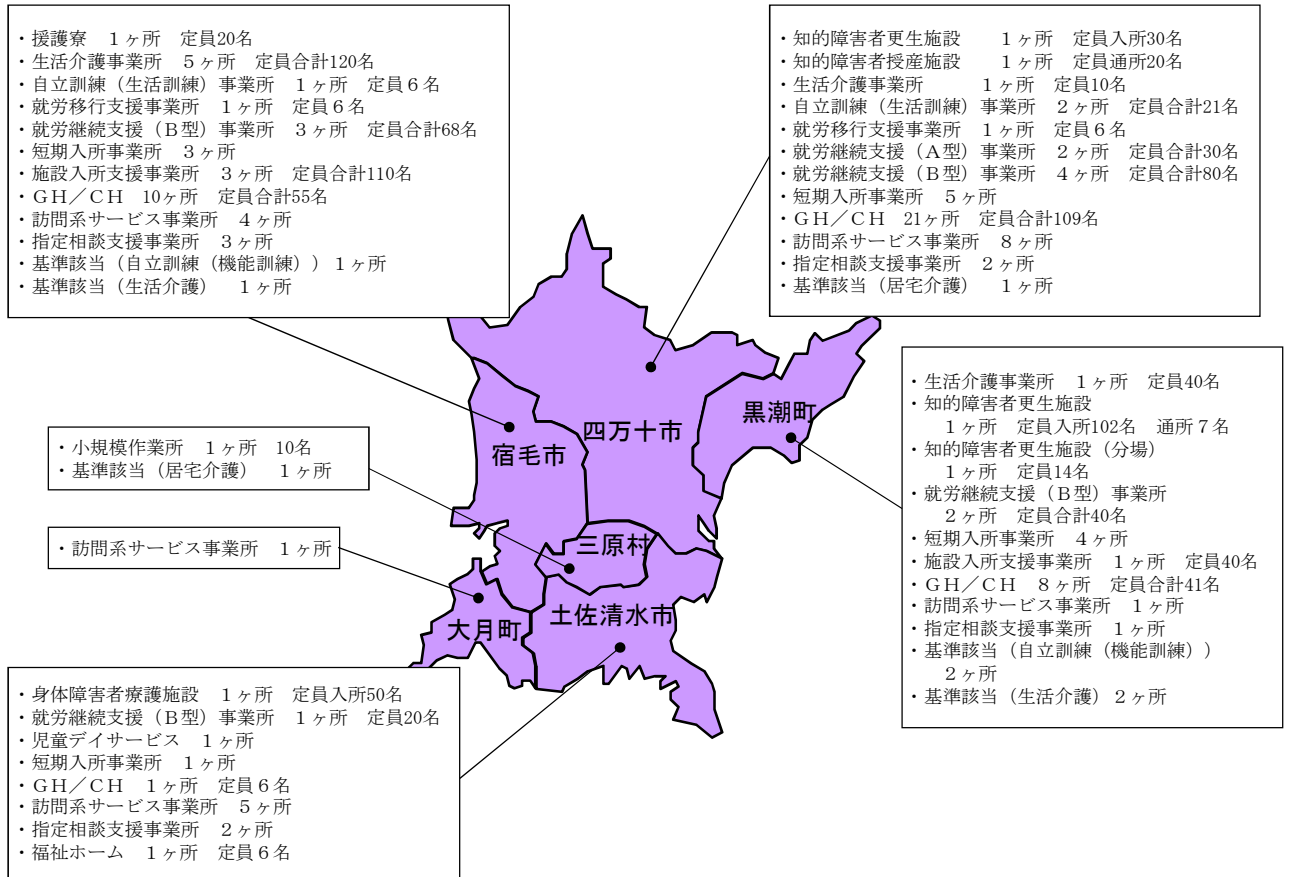 ・援護寮　１ヶ所　定員20名
・生活介護事業所　５ヶ所　定員合計120名
・自立訓練（生活訓練）事業所　１ヶ所　定員６名
・就労移行支援事業所　１ヶ所　定員６名
・就労継続支援（Ｂ型）事業所　３ヶ所　定員合計68名
・短期入所事業所　３ヶ所
・施設入所支援事業所　３ヶ所　定員合計110名
・ＧＨ／ＣＨ　10ヶ所　定員合計55名
・訪問系サービス事業所　４ヶ所
・指定相談支援事業所　３ヶ所
・基準該当（自立訓練（機能訓練））１ヶ所
・基準該当（生活介護）　１ヶ所
・知的障害者更生施設　　１ヶ所　定員入所30名
・知的障害者授産施設　　１ヶ所　定員通所20名
・生活介護事業所　　　１ヶ所　定員10名
・自立訓練（生活訓練）事業所　２ヶ所　定員合計21名
・就労移行支援事業所　１ヶ所　定員６名
・就労継続支援（Ａ型）事業所　２ヶ所　定員合計30名
・就労継続支援（Ｂ型）事業所　４ヶ所　定員合計80名
・短期入所事業所　５ヶ所
・ＧＨ／ＣＨ　21ヶ所　定員合計109名
・訪問系サービス事業所　８ヶ所
・指定相談支援事業所　２ヶ所
・基準該当（居宅介護）　１ヶ所
・生活介護事業所　１ヶ所　定員40名
・知的障害者更生施設
１ヶ所　定員入所102名　通所７名
・知的障害者更生施設（分場）
１ヶ所　定員14名
・就労継続支援（Ｂ型）事業所
２ヶ所　定員合計40名
・短期入所事業所　４ヶ所
・施設入所支援事業所　１ヶ所　定員40名
・ＧＨ／ＣＨ　８ヶ所　定員合計41名
・訪問系サービス事業所　１ヶ所
・指定相談支援事業所　１ヶ所
・基準該当（自立訓練（機能訓練））
２ヶ所
・基準該当（生活介護）２ヶ所
・小規模作業所　１ヶ所　10名
・基準該当（居宅介護）　１ヶ所
・訪問系サービス事業所　１ヶ所
黒潮町
四万十市
宿毛市
三原村
土佐清水市
大月町
・身体障害者療護施設　１ヶ所　定員入所50名
・就労継続支援（Ｂ型）事業所　１ヶ所　定員20名
・児童デイサービス　１ヶ所
・短期入所事業所　１ヶ所
・ＧＨ／ＣＨ　１ヶ所　定員６名
・訪問系サービス事業所　５ヶ所
・指定相談支援事業所　２ヶ所
・福祉ホーム　１ヶ所　定員６名